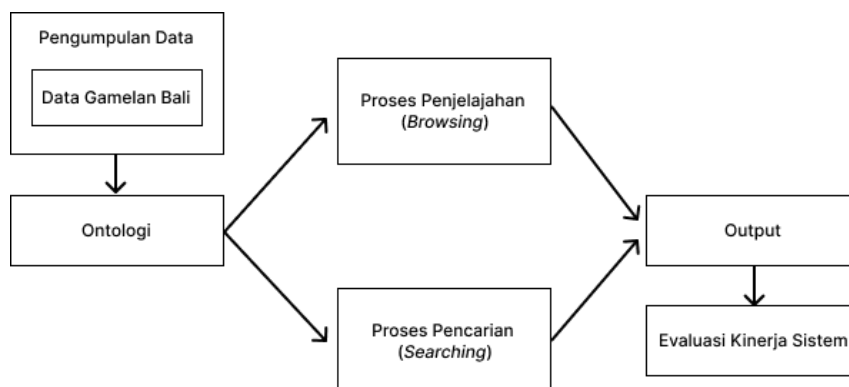 Pengumpulan Data
Data Gamelan Bali
Ontologi
Proses Penjelajahan
(Browsing)
Proses Pencarian
(Searching)
Output
Evaluasi Kinerja Sistem